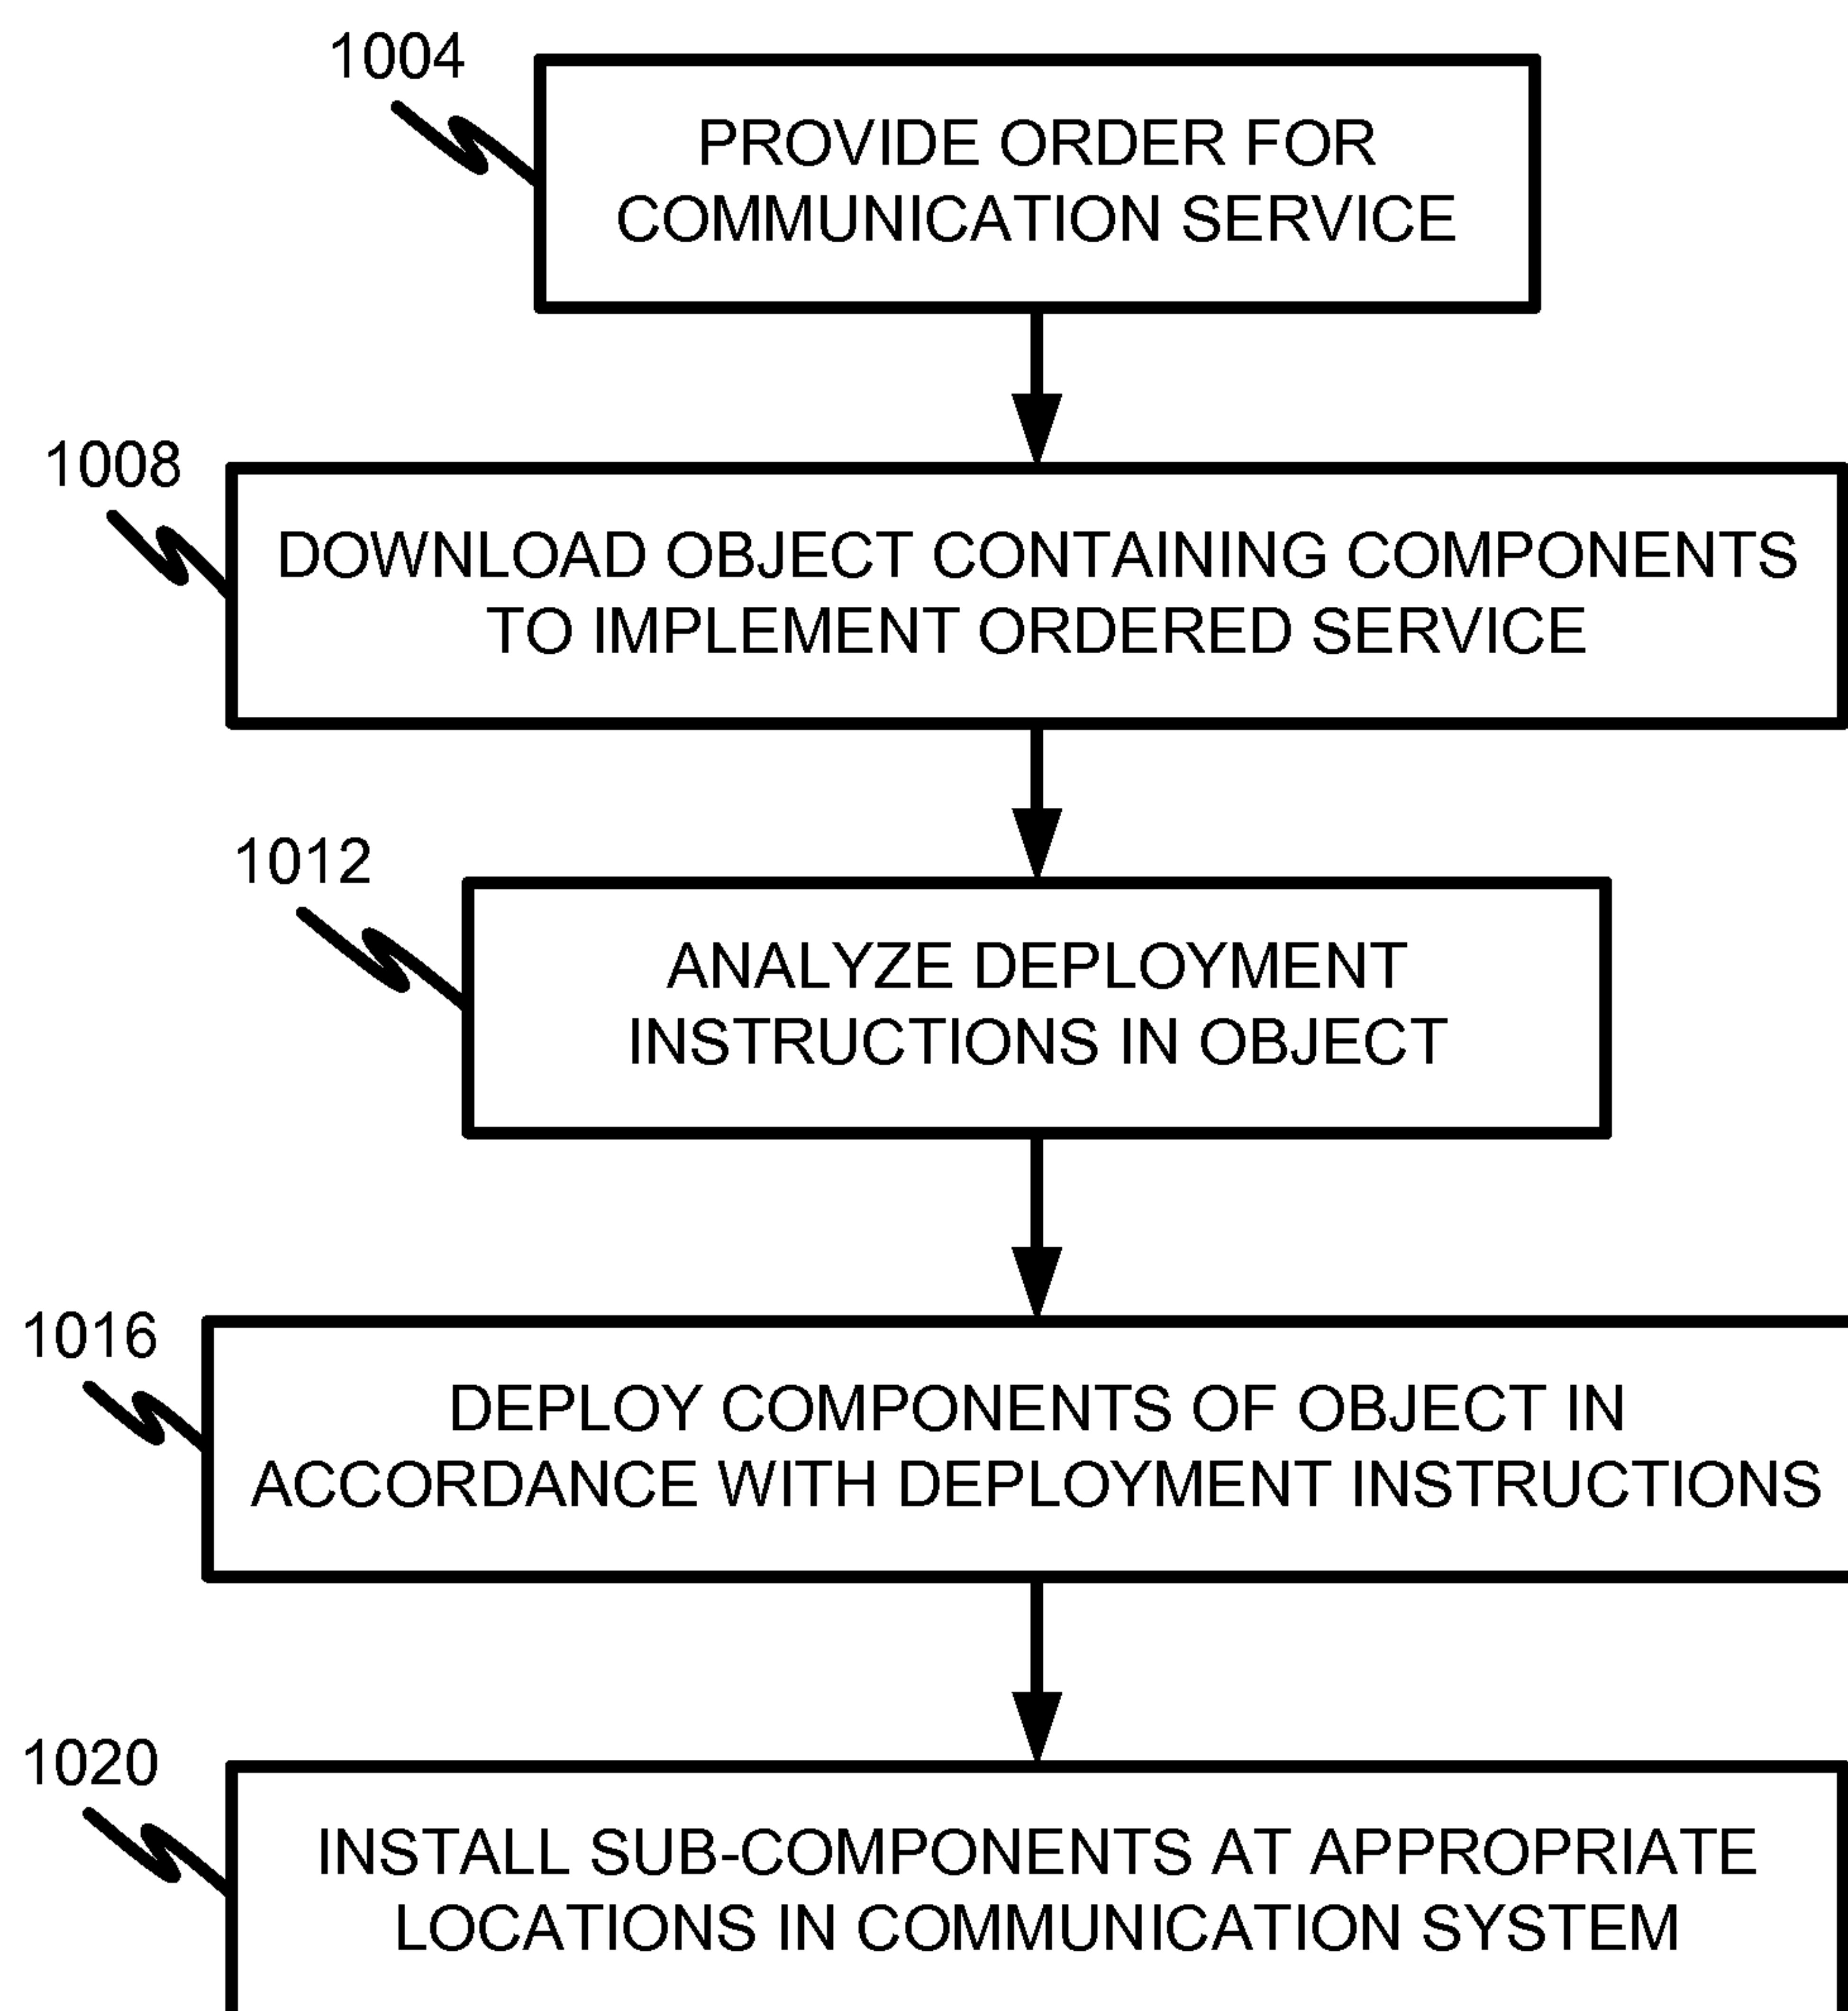 1004
PROVIDE ORDER FOR
COMMUNICATION SERVICE
1008
DOWNLOAD OBJECT CONTAINING COMPONENTS
TO IMPLEMENT ORDERED SERVICE
1012
ANALYZE DEPLOYMENT
INSTRUCTIONS IN OBJECT
1016
DEPLOY COMPONENTS OF OBJECT IN
ACCORDANCE WITH DEPLOYMENT INSTRUCTIONS
1020
INSTALL SUB-COMPONENTS AT APPROPRIATE
LOCATIONS IN COMMUNICATION SYSTEM